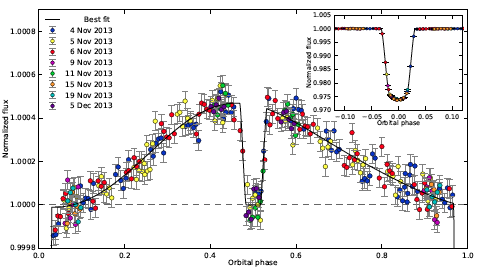 Best fit
4 Nov 2013
5 Nov 2013
6 Nov 2013
9 Nov 2013
11 Nov 2013
15 Nov 2013
19 Nov 2013
5 Dec 2013
Normalized flux
1.0008
1.0006
1.0004
1.0002
1.0000
0.9998
0.0 0.2 0.4 0.6 0.8 1.0
Orbital phase
Normalized flux
1.005
1.000
0.995
0.990
0.985
0.980
0.975
0.970
−0.10 −0.05 0.00 0.05 0.10
Orbital phase